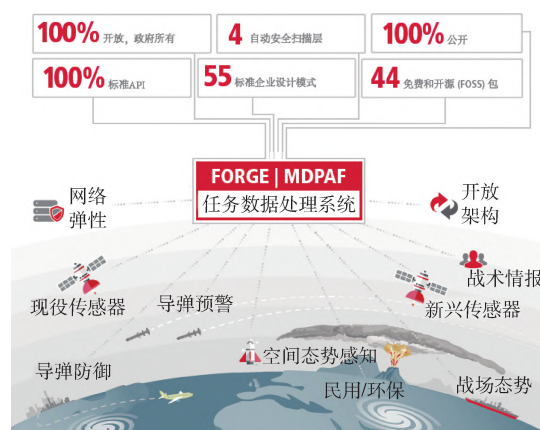 100% 开放，政府所有
4 自动安全扫描层
100% 公开
100% 标准API
55 标准企业设计模式
44 免费和开源 (FOSS) 包
FORGE | MDPAF
任务数据处理系统
网络
弹性
开放
架构
战术情报
现役传感器
导弹预警
新兴传感器
空间态势感知
导弹防御
民用/环保
战场态势